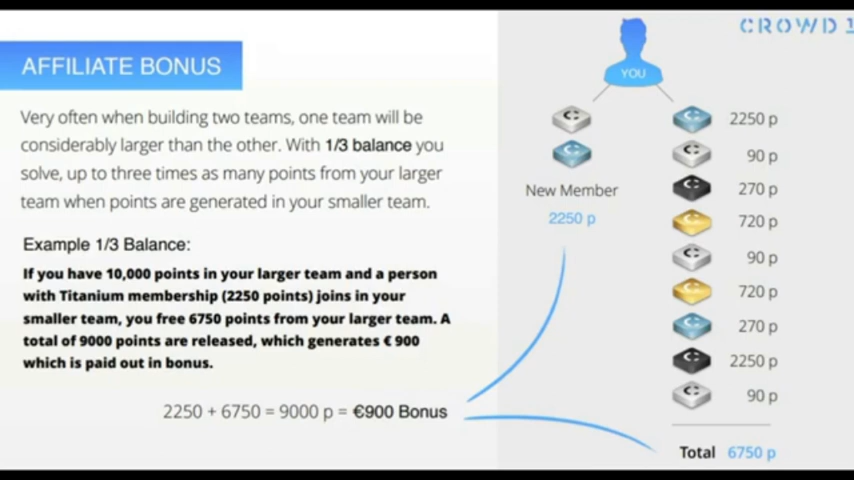 CROWD 1
AFFILIATE BONUS
YOU
Very often when building two teams, one team will be
considerably larger than the other. With 1/3 balance you
solve, up to three times as many points from your larger
team when points are generated in your smaller team.
Example 1/3 Balance:
If you have 10,000 points in your larger team and a person
with Titanium membership (2250 points) joins in your
smaller team, you free 6750 points from your larger team. A
total of 9000 points are released, which generates € 900
which is paid out in bonus.
2250 + 6750 = 9000 p = €900 Bonus
New Member
2250 p
2250 p
90 p
270 p
720 p
90 p
720 p
270 p
2250 p
90 p
Total 6750 p